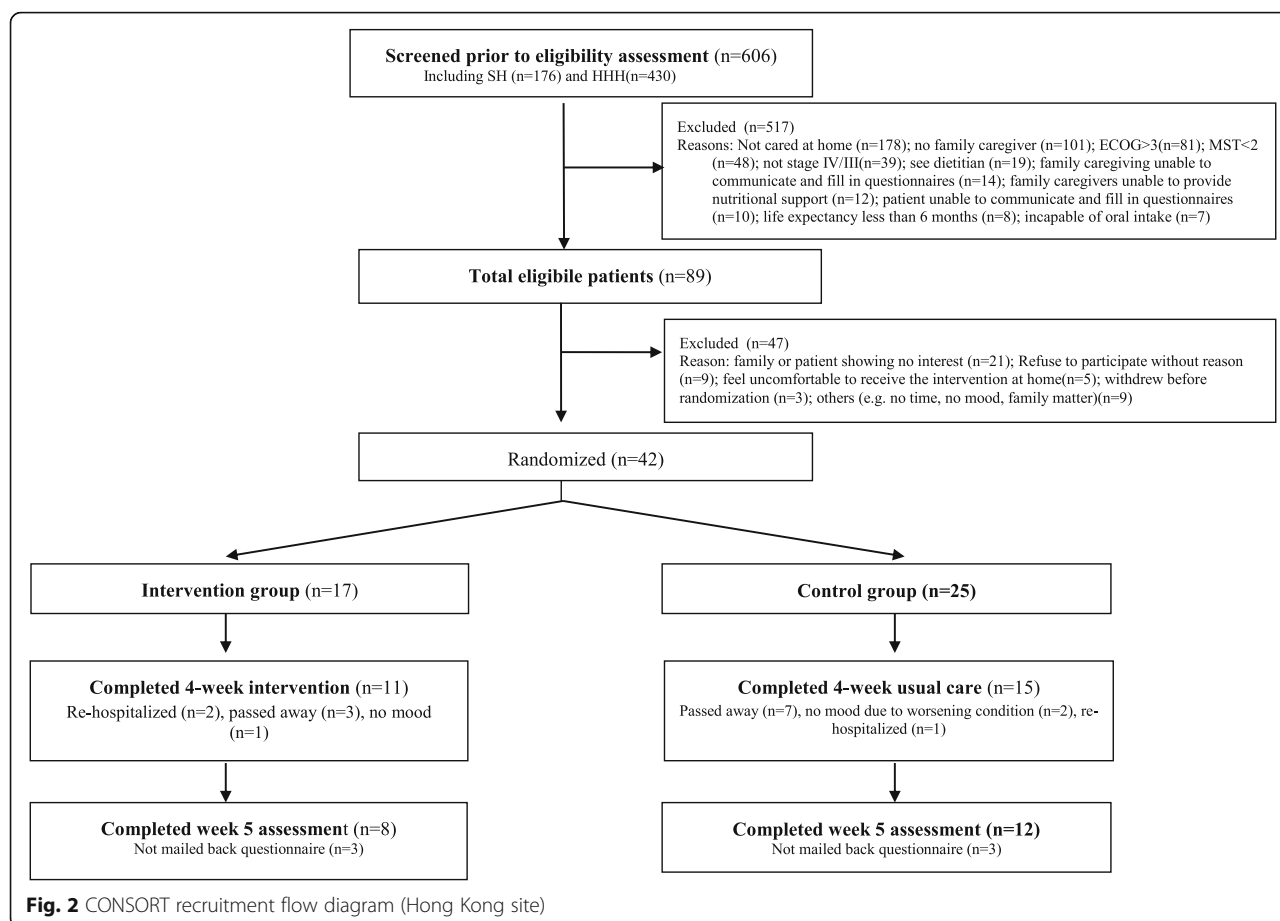 Screened prior to eligibility assessment (n=606)
Including SH (n=176) and HHH(n=430)
Excluded (n=517)
Reasons: Not cared at home (n=178); no family caregiver (n=101); ECOG>3(n=81); MST<2
(n=48); not stage IV/III(n=39); see dietitian (n=19); family caregiving unable to
communicate and fill in questionnaires (n=14); family caregivers unable to provide
nutritional support (n=12); patient unable to communicate and fill in questionnaires
(n=10); life expectancy less than 6 months (n=8); incapable of oral intake (n=7)
Total eligibile patients (n=89)
Excluded (n=47)
Reason: family or patient showing no interest (n=21); Refuse to participate without reason
(n=9); feel uncomfortable to receive the intervention at home(n=5); withdrew before
randomization (n=3); others (e.g. no time, no mood, family matter)(n=9)
Randomized (n=42)
Intervention group (n=17)
Control group (n=25)
Completed 4-week intervention (n=11)
Re-hospitalized (n=2), passed away (n=3), no mood
(n=1)
Completed 4-week usual care (n=15)
Passed away (n=7), no mood due to worsening condition (n=2), re-
hospitalized (n=1)
Completed week 5 assessment (n=8)
Not mailed back questionnaire (n=3)
Completed week 5 assessment (n=12)
Not mailed back questionnaire (n=3)
Fig. 2 CONSORT recruitment flow diagram (Hong Kong site)